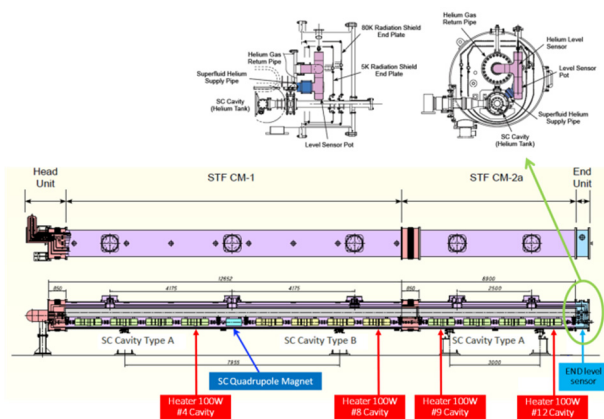 80K Radiation Shield
End Plate
Helium Gas
Return Pipe
Superfluid Helium
Supply Pipe
5K Radiation Shield
End Plate
SC Cavity
(Helium Tank)
Level Sensor Pot
Helium Gas
Return Pipe
Helium Level
Sensor
Level Sensor
Pot
Superfluid Helium
Supply Pipe
SC Cavity
(Helium Tank)
Head
Unit
STF CM-1
STF CM-2a
End
Unit
12652
8800
850
4175
4175
850
2500
SC Cavity Type A
SC Cavity Type B
SC Cavity Type A
7955
3000
SC Quadrupole Magnet
END level
sensor
Heater 100W
#4 Cavity
Heater 100W
#8 Cavity
Heater 100W
#9 Cavity
Heater 100W
#12 Cavity